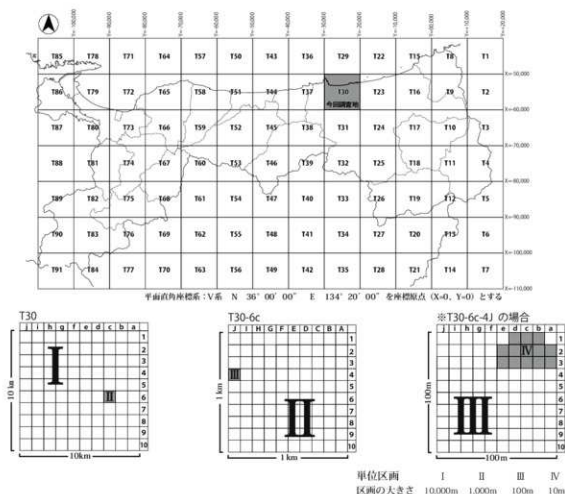 T85 T78 T71 T64 T57 T50 T43 T36 T29 T22 T15 T8 T1
X=-50,000
T86 T79 T72 T65 T58 T51 T44 T37 T30 T23 T16 T9 T2
今回調査地
X=-60,000
T87 T80 T73 T66 T59 T52 T45 T38 T31 T24 T17 T10 T3
X=-70,000
T88 T81 T74 T67 T60 T53 T46 T39 T32 T25 T18 T11 T4
X=-80,000
T89 T82 T75 T68 T61 T54 T47 T40 T33 T26 T19 T12 T5
X=-90,000
T90 T83 T76 T69 T62 T55 T48 T41 T34 T27 T20 T13 T6
X=-100,000
T91 T84 T77 T70 T63 T56 T49 T42 T35 T28 T21 T14 T7
X=-110,000
平面直角座標系:V系 N 36°00′00″ E 134°20′00″を座標原点(X=0, Y=0)とする
T30
j i h g f e d c b a
1
2
3
4
5
6
7
8
9
10
Ⅰ
Ⅱ
10 km
10km
T30-6c
J I H G F E D C B A
1
2
3
4
5
6
7
8
9
10
Ⅲ
Ⅱ
1 km
1 km
※T30-6c-4J の場合
j i h g f e d c b a
1
2
3
4
5
6
7
8
9
10
Ⅳ
Ⅲ
100m
100m
単位区画 Ⅰ Ⅱ Ⅲ Ⅳ
区画の大きさ 10,000m 1,000m 100m 10m